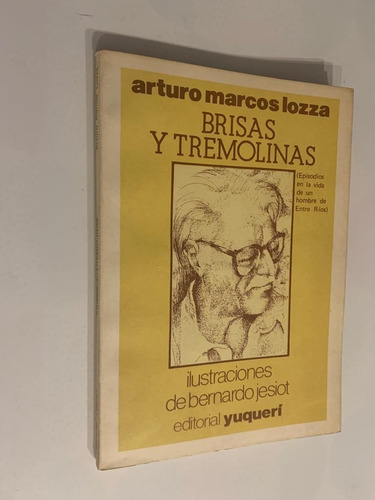 arturo marcos lozza
BRISAS
Y TREMOLINAS
(Episodios
en la vida
de un
hombre de
Entre Ríos)
ilustraciones
de bernardo jesiot
editorial yuquerí